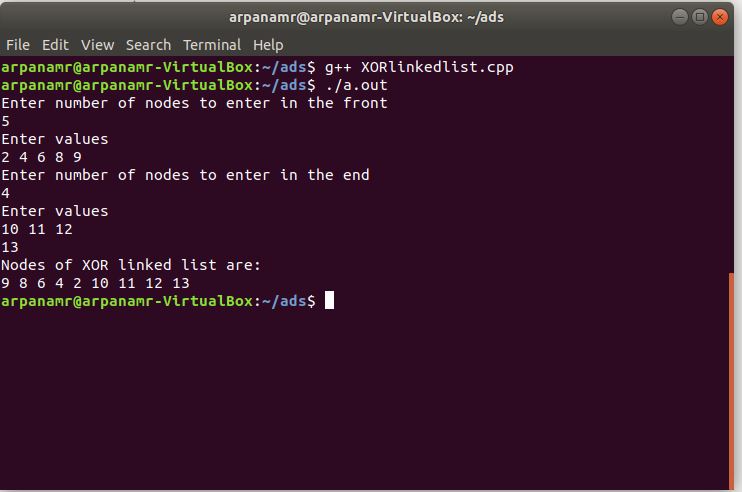 arpanamr@arpanamr-VirtualBox: ~/ads
File Edit View Search Terminal Help
arpanamr@arpanamr-VirtualBox:~/ads$ g++ XORlinkedlist.cpp
arpanamr@arpanamr-VirtualBox:~/ads$ ./a.out
Enter number of nodes to enter in the front
5
Enter values
2 4 6 8 9
Enter number of nodes to enter in the end
4
Enter values
10 11 12
13
Nodes of XOR linked list are:
9 8 6 4 2 10 11 12 13
arpanamr@arpanamr-VirtualBox:~/ads$